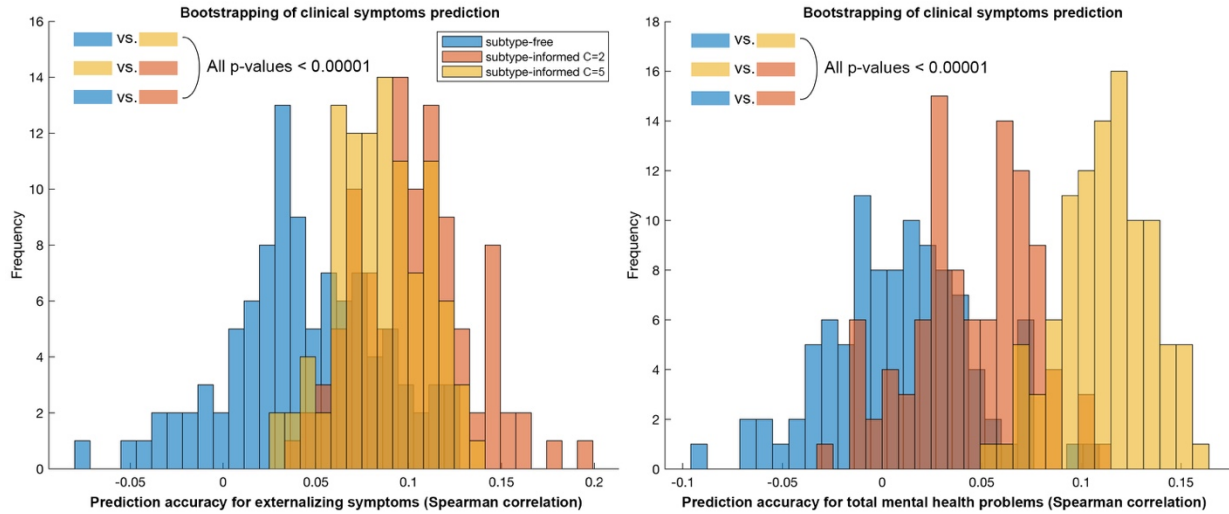 Bootstrapping of clinical symptoms prediction
16
14
12
10
8
6
4
2
0
Frequency
vs.
vs.
vs.
All p-values < 0.00001
subtype-free
subtype-informed C=2
subtype-informed C=5
-0.05
0
0.05
0.1
0.15
0.2
Prediction accuracy for externalizing symptoms (Spearman correlation)
Bootstrapping of clinical symptoms prediction
18
16
14
12
10
8
6
4
2
0
Frequency
vs.
vs.
vs.
All p-values < 0.00001
-0.1
-0.05
0
0.05
0.1
0.15
Prediction accuracy for total mental health problems (Spearman correlation)